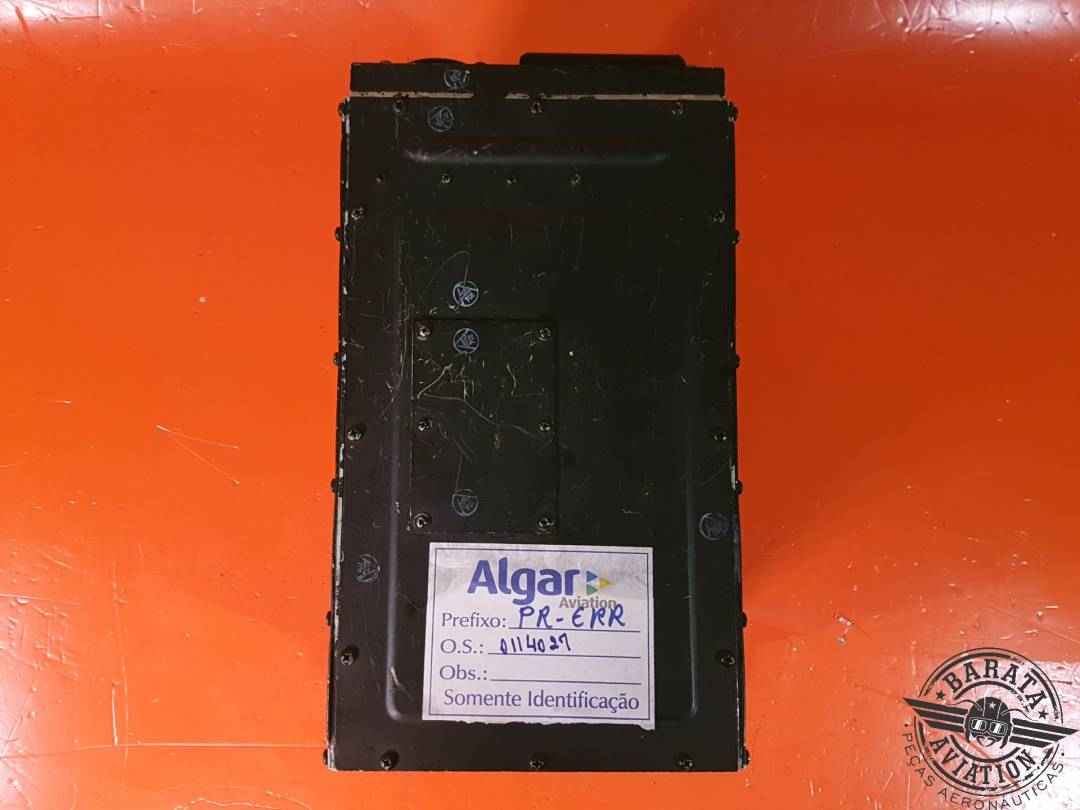 Algar
Aviation
Prefixo: PR-ERR
O.S.: 0114027
Obs.:
Somente Identificação
BARATA
AVIATION
PEÇAS AERONÁUTICAS